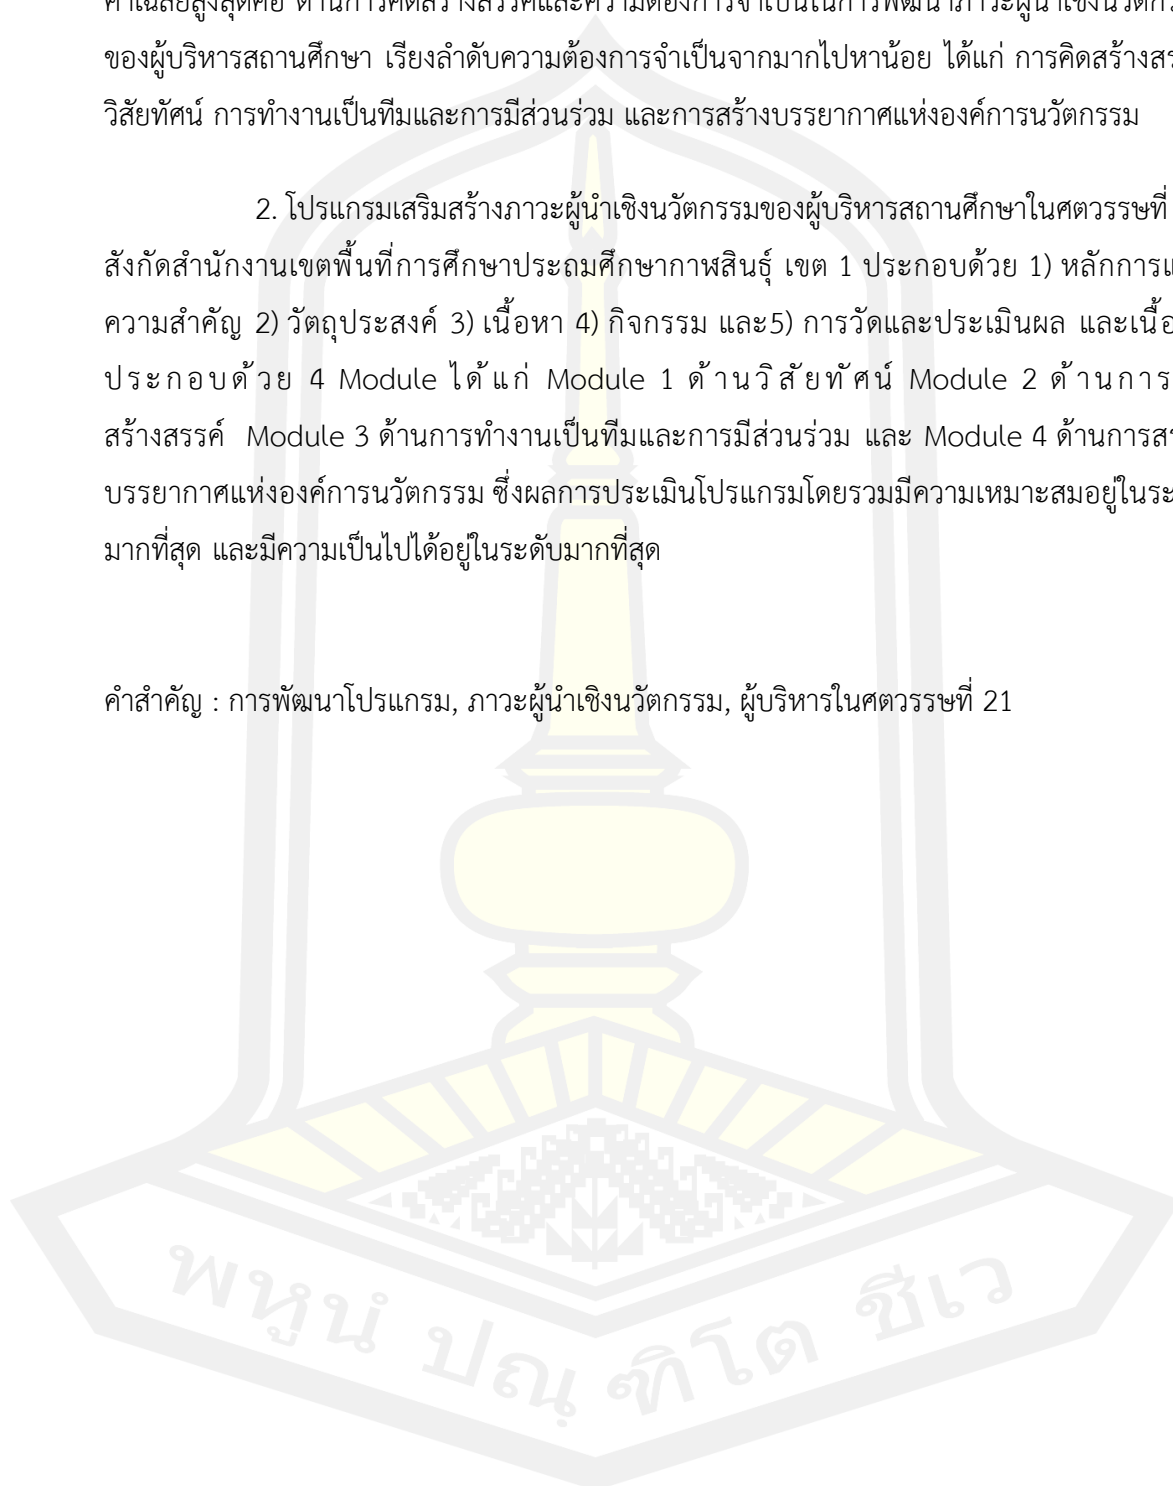 ค่าเฉลี่ยสูงสุดคือ ด้านการคิดสร้างสรรค์และความต้องการจำเป็นในการพัฒนาภาวะผู้นำเชิงนวัตกร
ของผู้บริหารสถานศึกษา เรียงลำดับความต้องการจำเป็นจากมากไปหาน้อย ได้แก่ การคิดสร้างส
วิสัยทัศน์ การทำงานเป็นทีมและการมีส่วนร่วม และการสร้างบรรยากาศแห่งองค์การนวัตกรรม
2. โปรแกรมเสริมสร้างภาวะผู้นำเชิงนวัตกรรมของผู้บริหารสถานศึกษาในศตวรรษที่
สังกัดสำนักงานเขตพื้นที่การศึกษาประถมศึกษากาฬสินธุ์ เขต 1 ประกอบด้วย 1) หลักการแ
ความสำคัญ 2) วัตถุประสงค์ 3) เนื้อหา 4) กิจกรรม และ5) การวัดและประเมินผล และเนื้อ
ประกอบด้วย 4 Module ได้แก่ Module 1 ด้านวิสัยทัศน์ Module 2 ด้านการ
สร้างสรรค์ Module 3 ด้านการทำงานเป็นทีมและการมีส่วนร่วม และ Module 4 ด้านการส
บรรยากาศแห่งองค์การนวัตกรรม ซึ่งผลการประเมินโปรแกรมโดยรวมมีความเหมาะสมอยู่ในระ
มากที่สุด และมีความเป็นไปได้อยู่ในระดับมากที่สุด
คำสำคัญ : การพัฒนาโปรแกรม, ภาวะผู้นำเชิงนวัตกรรม, ผู้บริหารในศตวรรษที่ 21
พหูนํ ปณฺฑิโต ชีเว